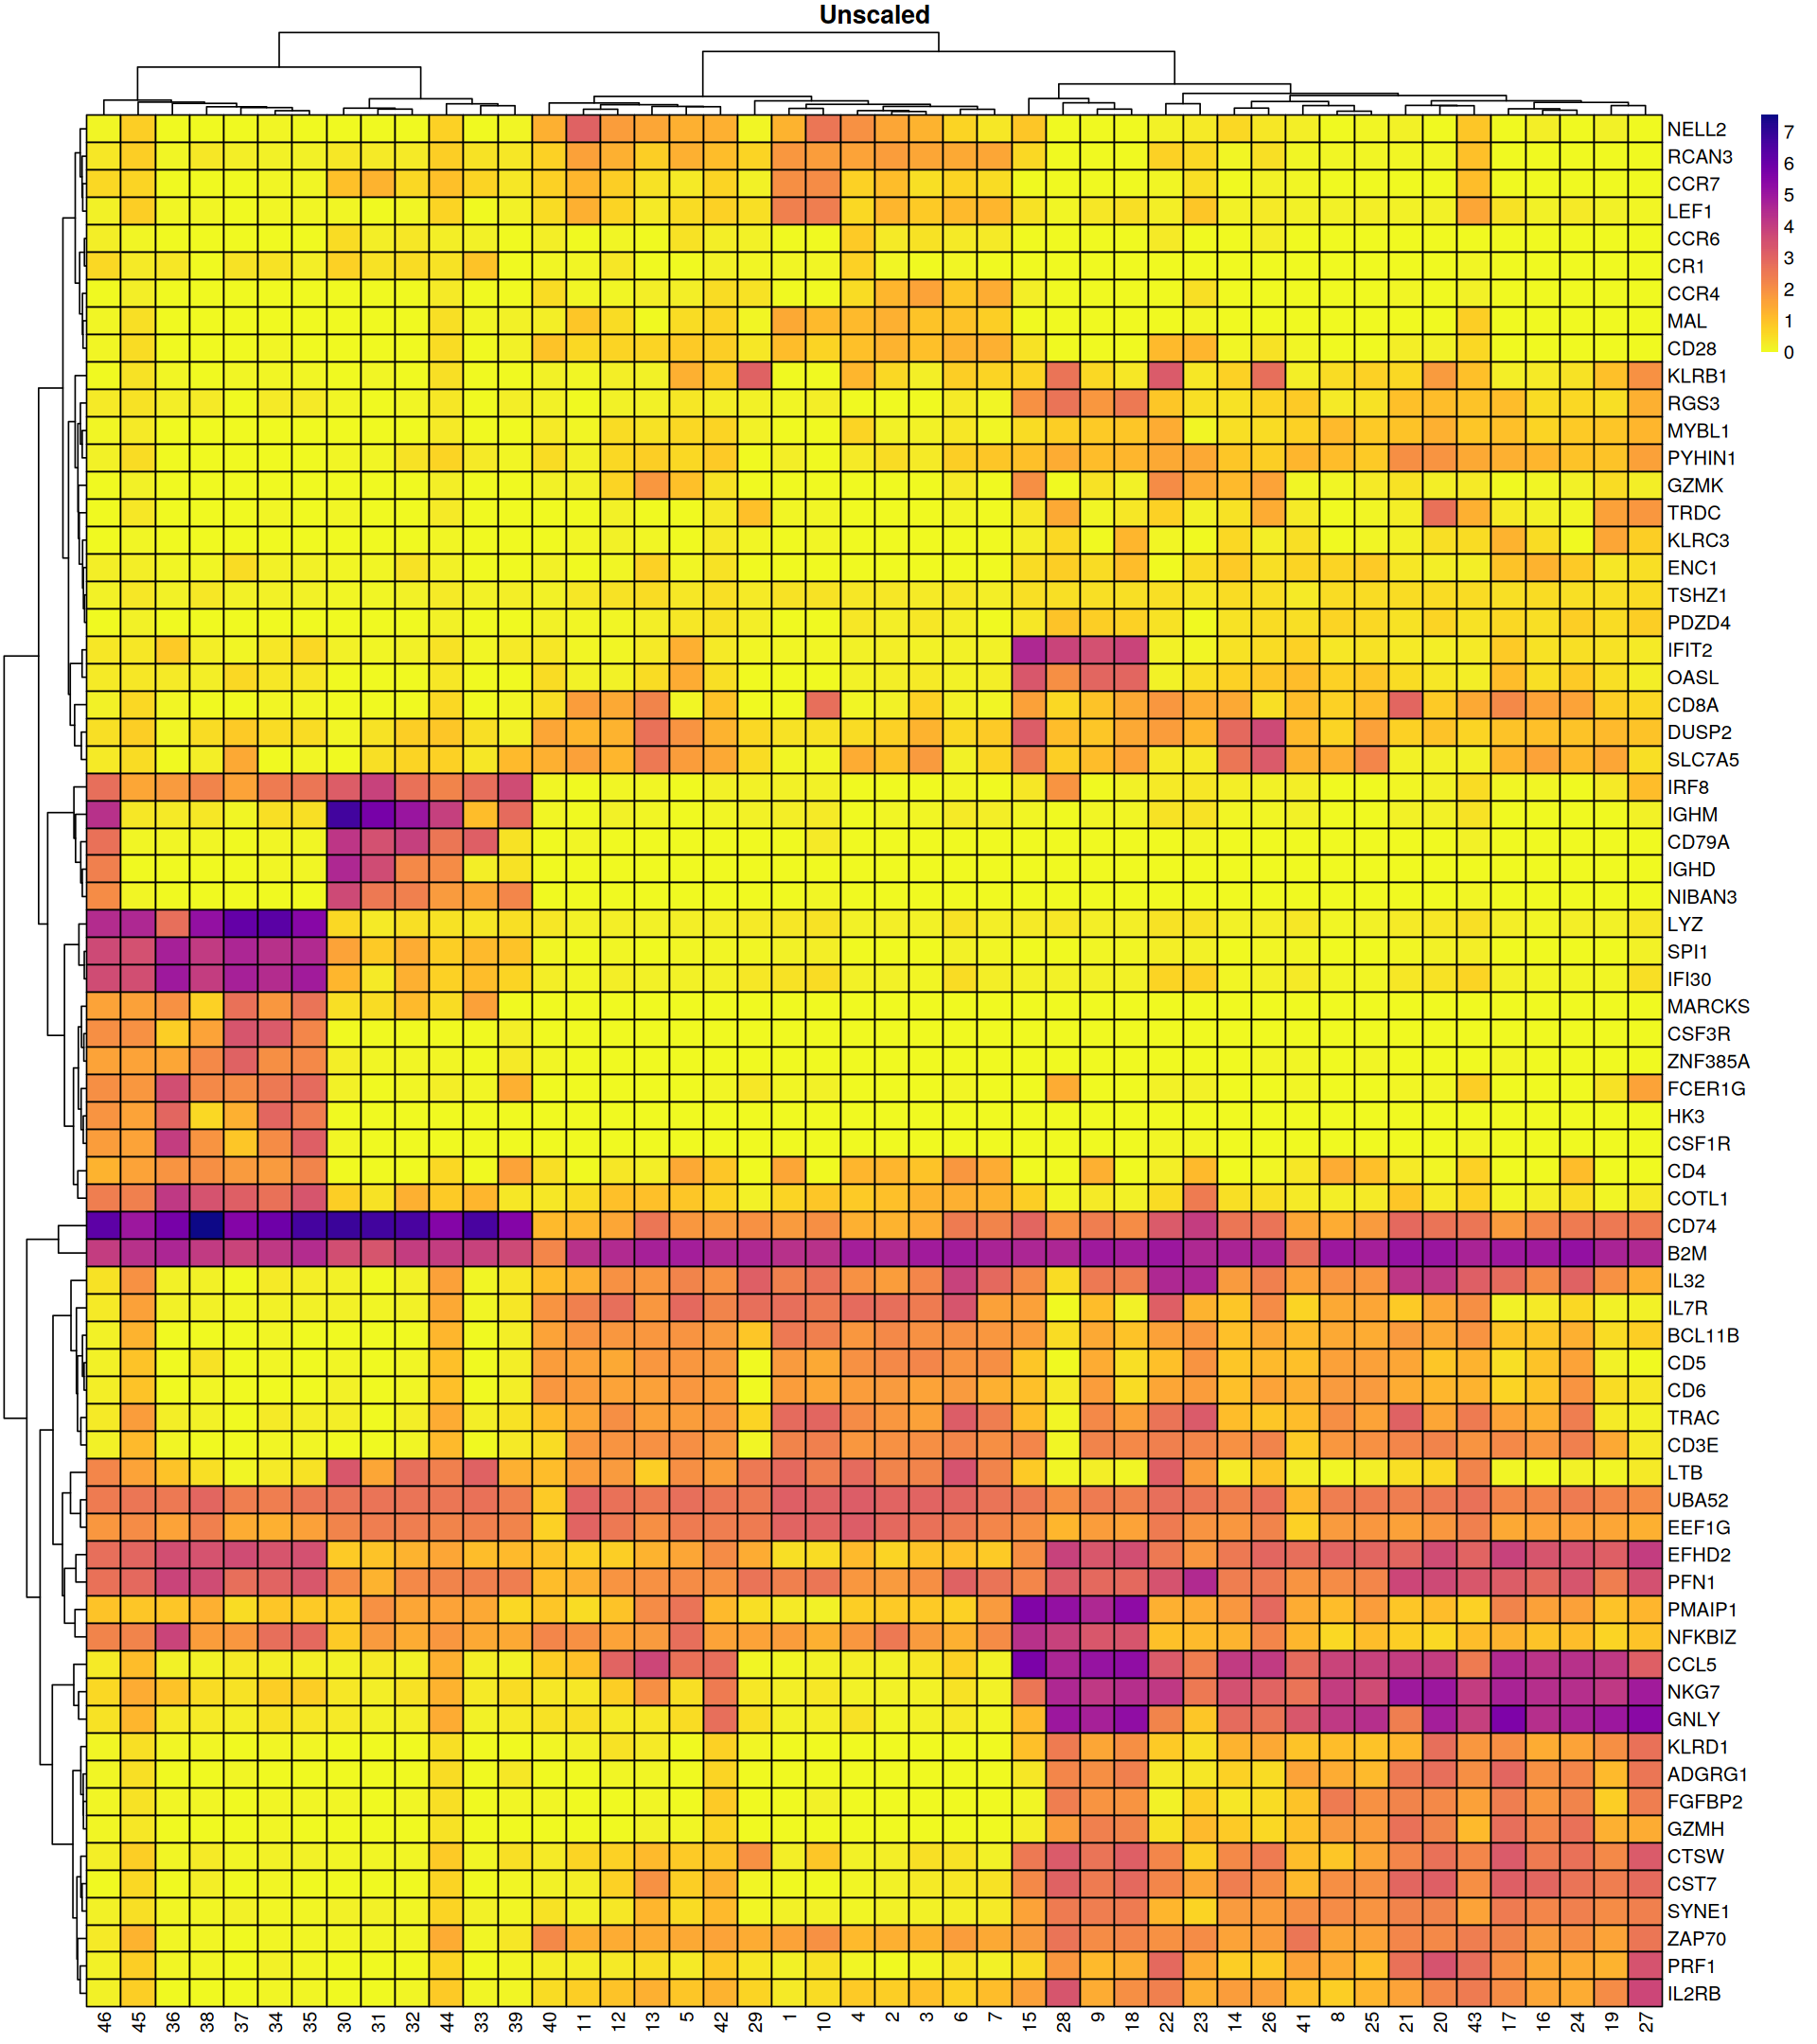 Unscaled
NELL2
RCAN3
CCR7
LEF1
CCR6
CR1
CCR4
MAL
CD28
KLRB1
RGS3
MYBL1
PYHIN1
GZMK
TRDC
KLRC3
ENC1
TSHZ1
PDZD4
IFIT2
OASL
CD8A
DUSP2
SLC7A5
IRF8
IGHM
CD79A
IGHD
NIBAN3
LYZ
SPI1
IFI30
MARCKS
CSF3R
ZNF385A
FCER1G
HK3
CSF1R
CD4
COTL1
CD74
B2M
IL32
IL7R
BCL11B
CD5
CD6
TRAC
CD3E
LTB
UBA52
EEF1G
EFHD2
PFN1
PMAIP1
NFKBIZ
CCL5
NKG7
GNLY
KLRD1
ADGRG1
FGFBP2
GZMH
CTSW
CST7
SYNE1
ZAP70
PRF1
IL2RB
7
6
5
4
3
2
1
0
46 45 36 38 37 34 35 30 31 32 44 33 39 40 11 12 13 5 42 29 1 10 4 2 3 6 7 15 28 9 18 22 23 14 26 41 8 25 21 20 43 17 16 24 19 27